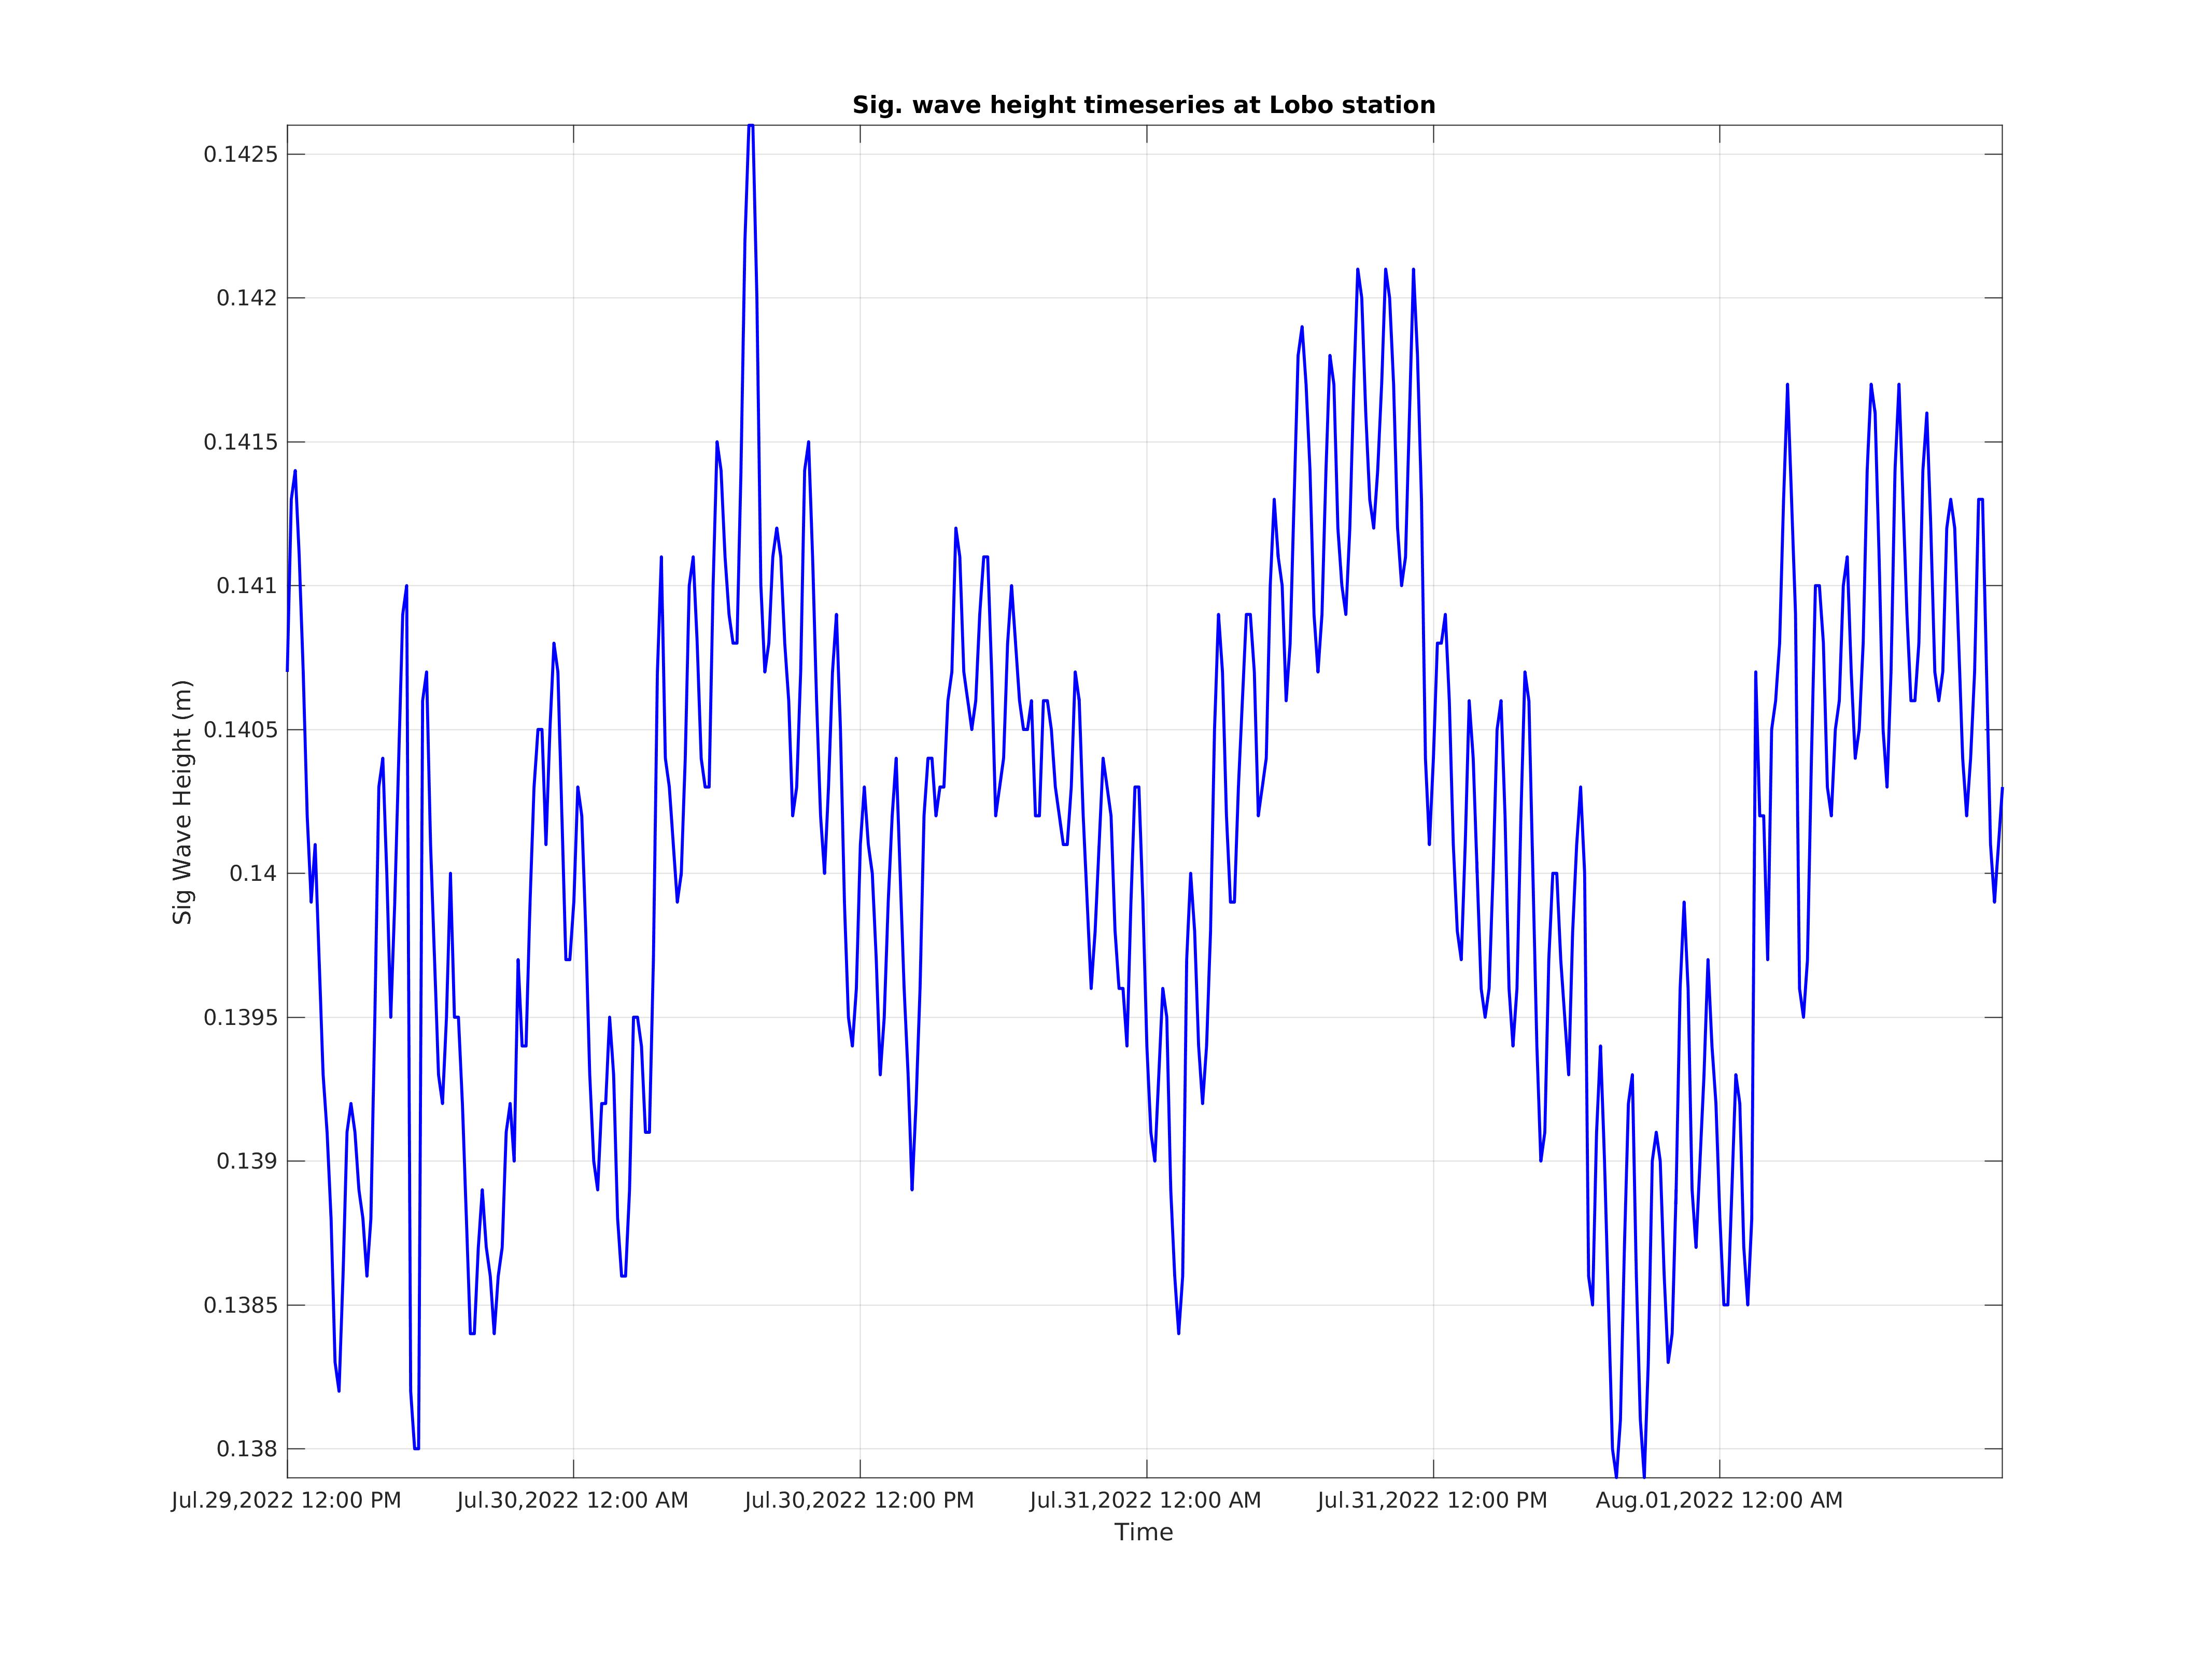 Sig. wave height timeseries at Lobo station
0.1425
0.142
0.1415
0.141
0.1405
0.14
0.1395
0.139
0.1385
0.138
Sig Wave Height (m)
Jul.29,2022 12:00 PM Jul.30,2022 12:00 AM Jul.30,2022 12:00 PM Jul.31,2022 12:00 AM Jul.31,2022 12:00 PM Aug.01,2022 12:00 AM
Time